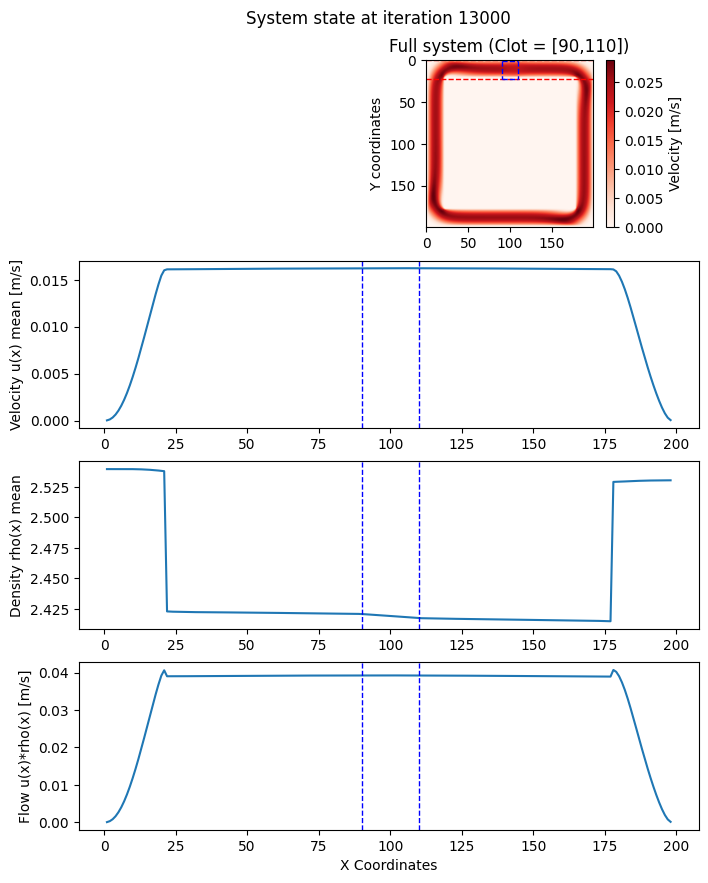 System state at iteration 13000
Full system (Clot = [90,110])
0
50
100
150
Y coordinates
0 50 100 150
0.025
0.020
0.015
0.010
0.005
0.000
Velocity [m/s]
0.015
0.010
0.005
0.000
Velocity u(x) mean [m/s]
0 25 50 75 100 125 150 175 200
2.525
2.500
2.475
2.450
2.425
Density rho(x) mean
0 25 50 75 100 125 150 175 200
0.04
0.03
0.02
0.01
0.00
Flow u(x)*rho(x) [m/s]
0 25 50 75 100 125 150 175 200
X Coordinates